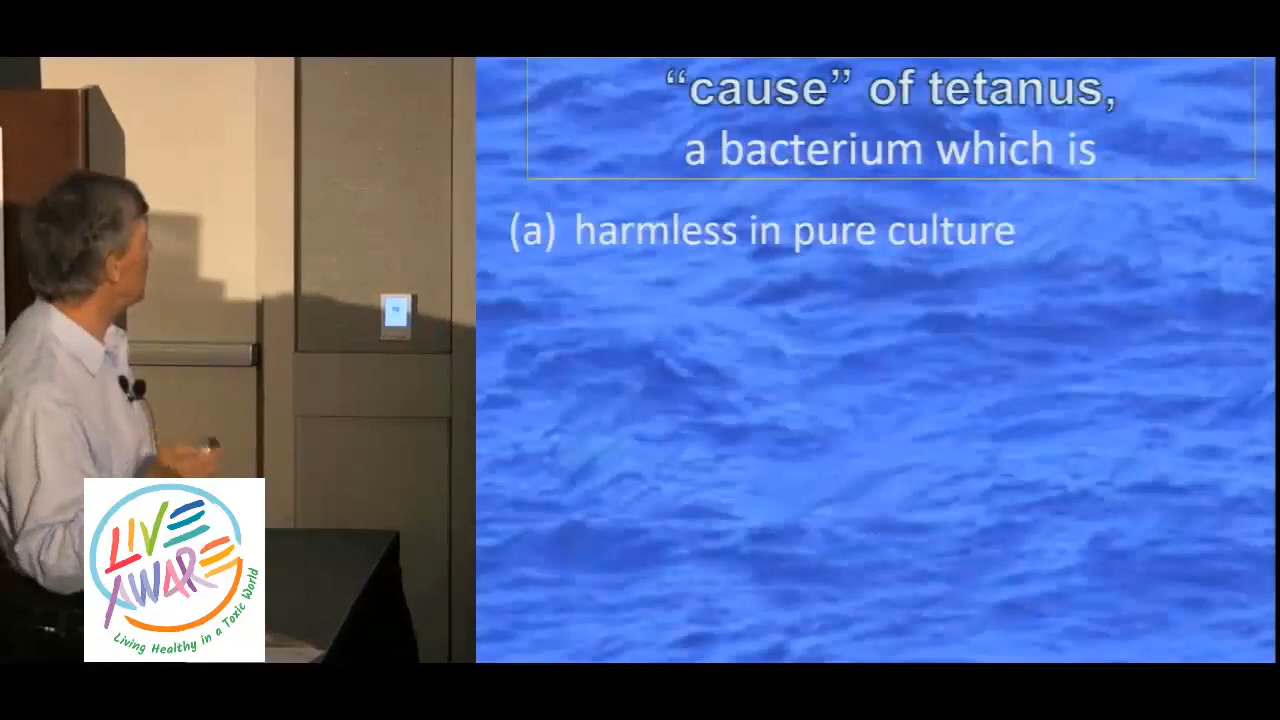 “cause” of tetanus,
a bacterium which is
(a) harmless in pure culture
LIVE
AWARE
Living Healthy in a Toxic World